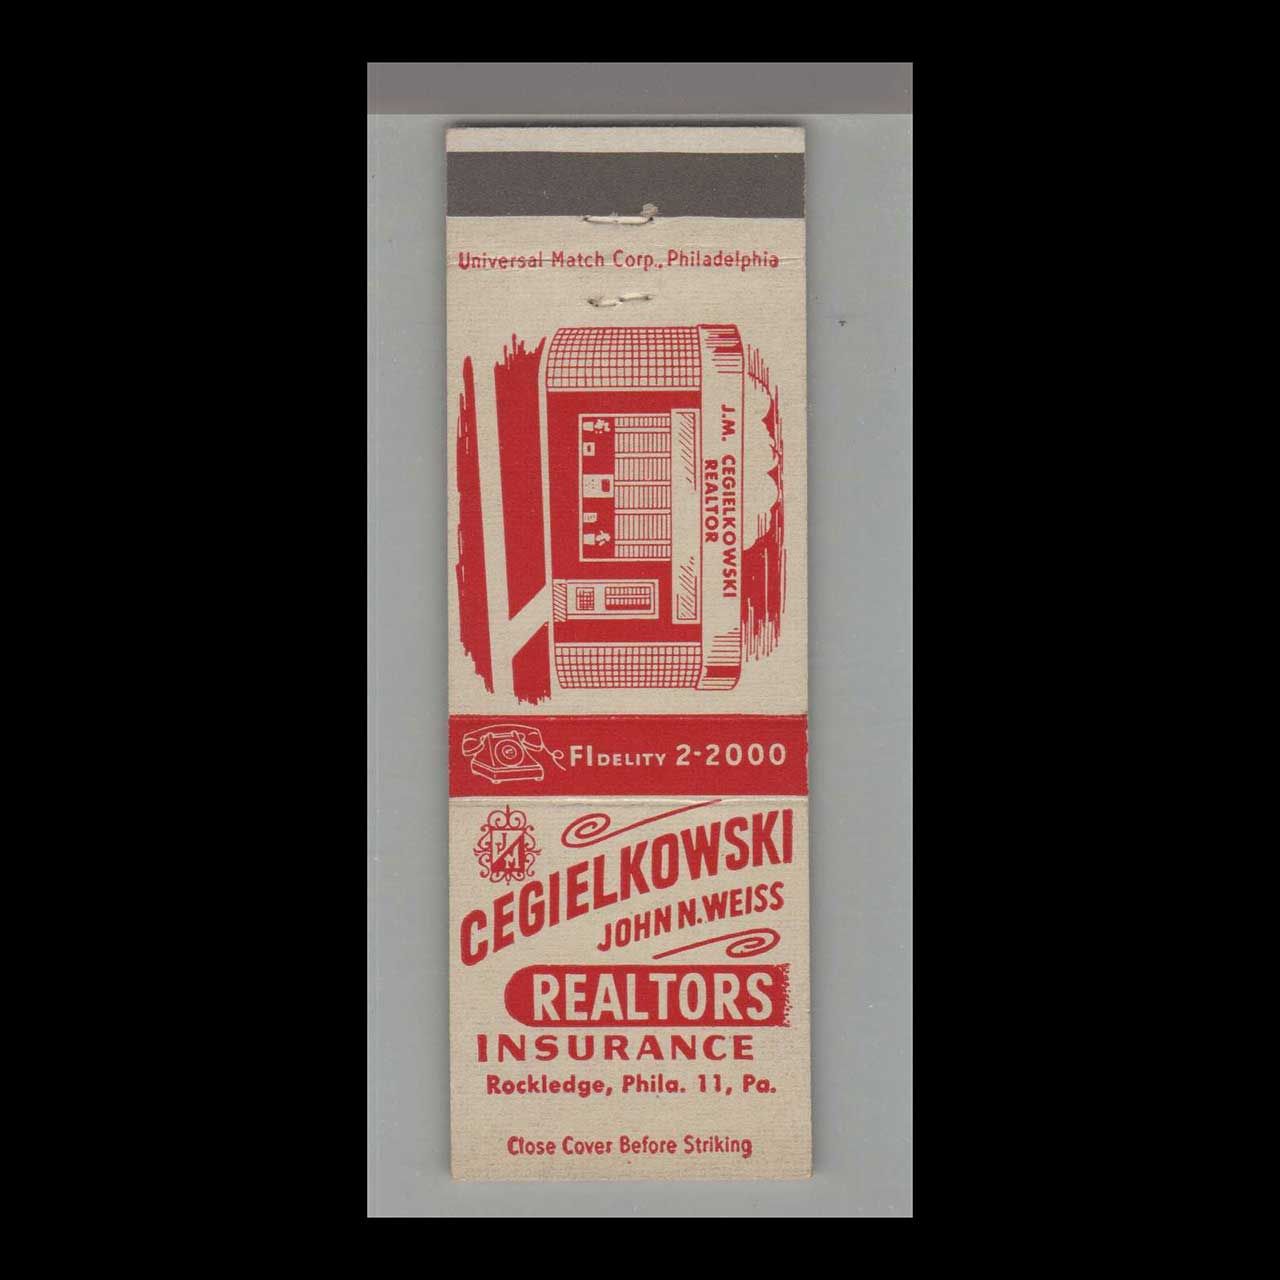 Universal Match Corp., Philadelphia
J.M. CEGIELKOWSKI
REALTOR
FIDELITY 2-2000
JM
CEGIELKOWSKI
JOHN N. WEISS
REALTORS
INSURANCE
Rockledge, Phila. 11, Pa.
Close Cover Before Striking